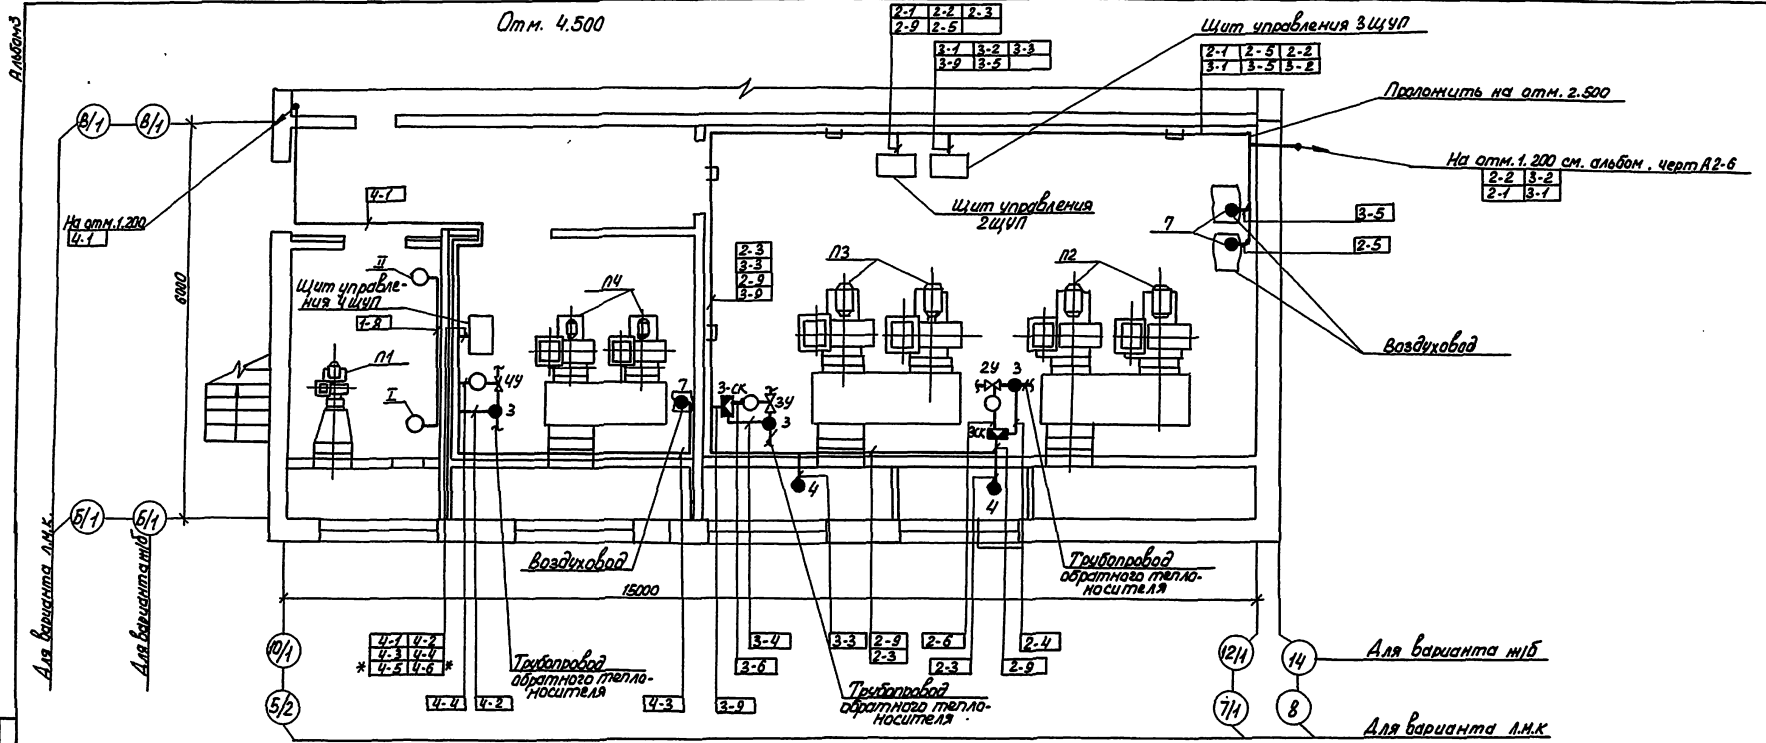 Альбом 3
Отм. 4.500
2-1 2-2 2-3
2-9 2-5
3-1 3-2 3-3
3-9 3-5
Щит управления 3ЩУП
2-1 2-5 2-2
3-1 3-5 3-2
Проложить на отм. 2.500
На отм. 1.200 см. альбом . черт А2-6
2-2 3-2
2-1 3-1
В/1
В/1
6000
На отм. 1.200
4-1
4-1
Щит управления
2ЩУП
7
3-5
2-5
Воздуховод
II
Щит управле-
ния 4ЩУП
1-8
П4
2-3
3-3
2-9
3-9
П3
П2
П1
I
4У
3
7
3-СК
3У
3
2У
3
3СК
4
4
Б/1
Б/1
Для варианта л.м.к.
Для варианта ж/б
Воздуховод
Трубопровод
обратного тепло-
носителя
15000
10/1
5/2
4-1 4-2
4-3 4-4
* 4-5 4-6 *
4-4
4-2
Трубопровод
обратного тепло-
носителя
4-3
3-9
3-6
3-4
3-3
2-9
2-3
Трубопровод
обратного тепло-
носителя
2-6
2-3
2-4
2-9
12/1
14
Для варианта ж/б
7/1
8
Для варианта л.м.к